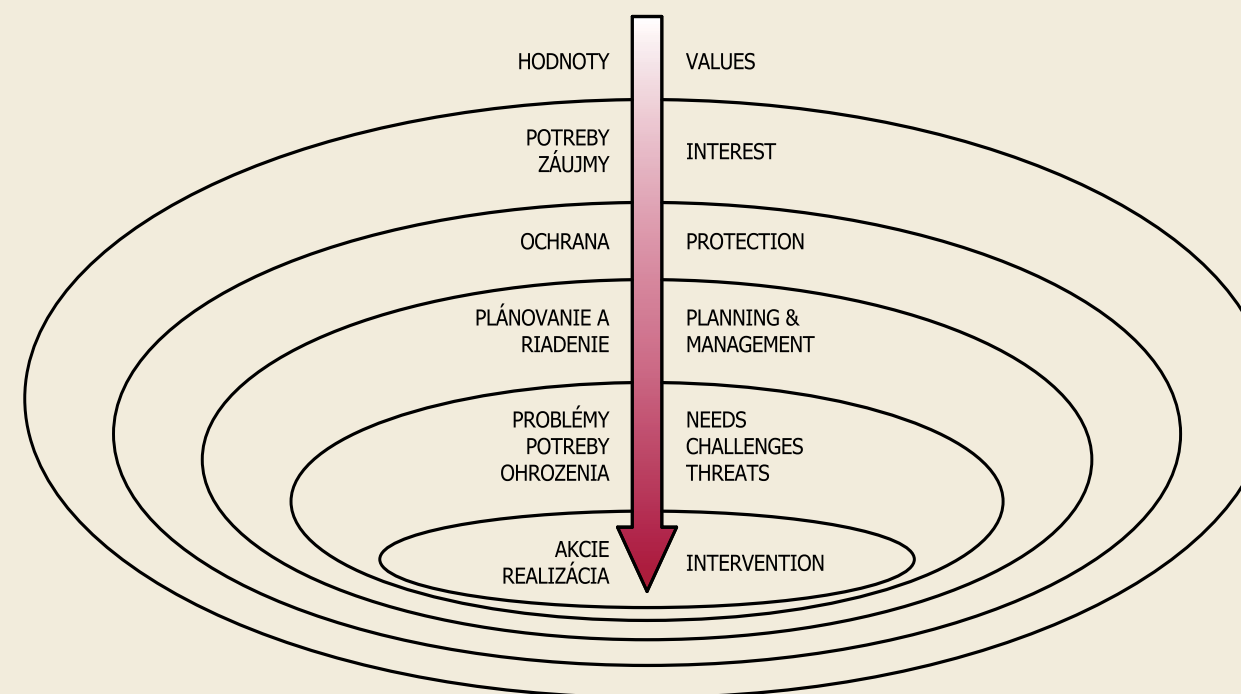 HODNOTY
VALUES
POTREBY
ZÁUJMY
INTEREST
OCHRANA
PROTECTION
PLÁNOVANIE A
RIADENIE
PLANNING &
MANAGEMENT
PROBLÉMY
POTREBY
OHROZENIA
NEEDS
CHALLENGES
THREATS
AKCIE
REALIZÁCIA
INTERVENTION